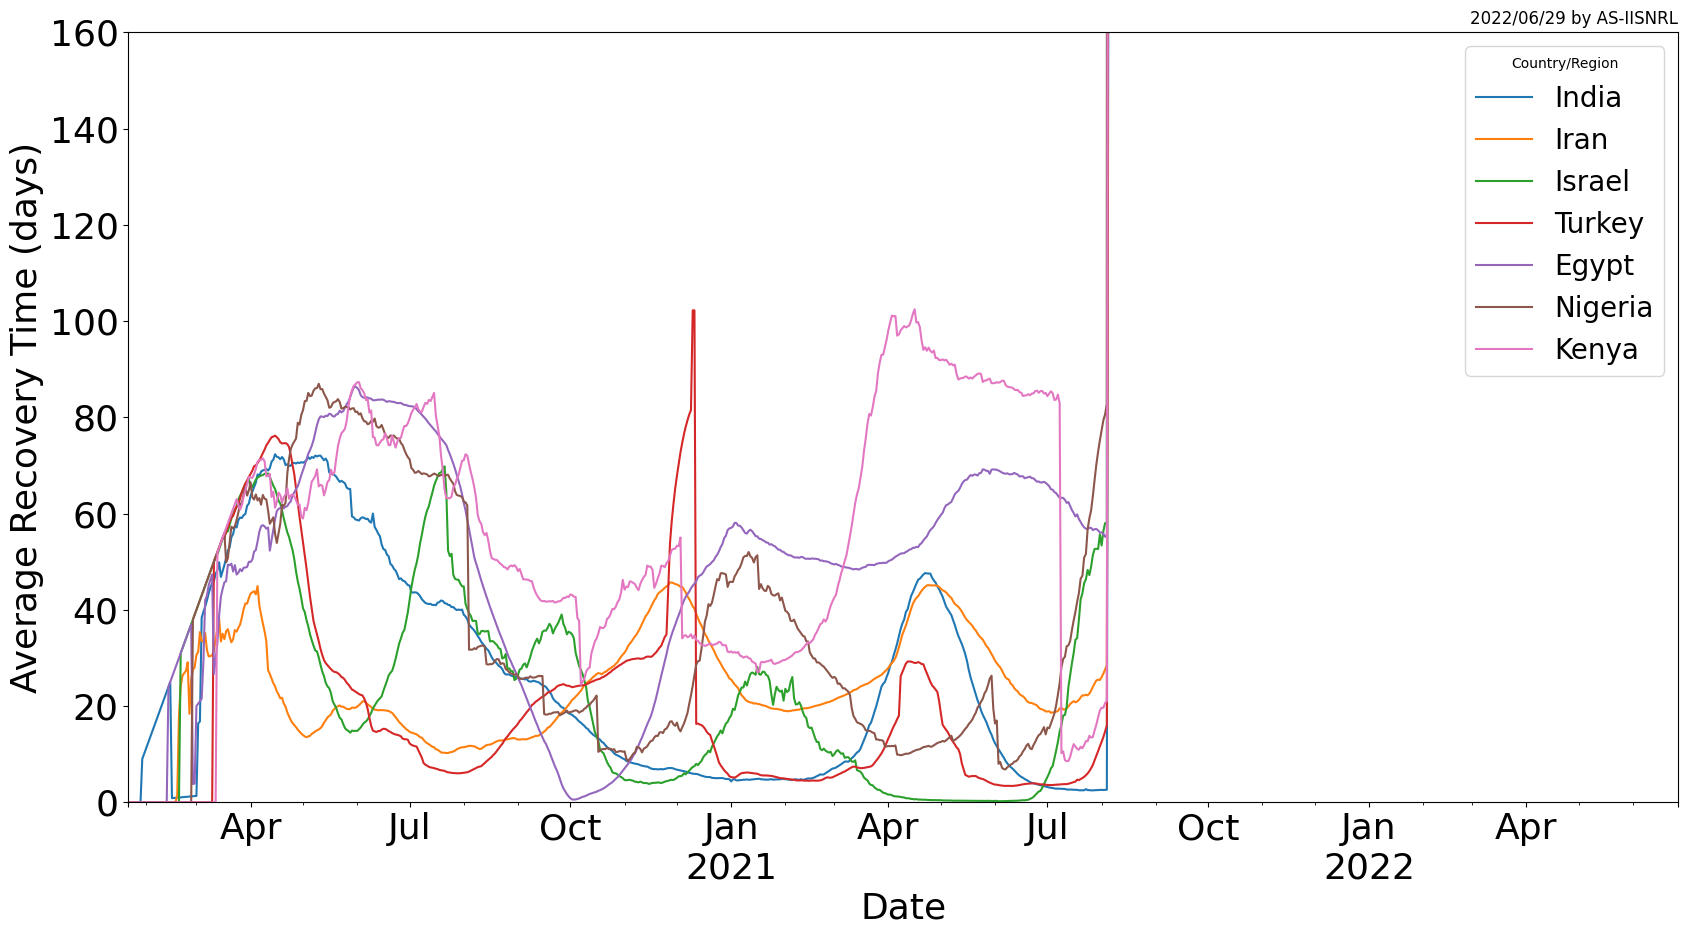 2022/06/29 by AS-IISNRL
160
140
120
100
80
60
40
20
0
Average Recovery Time (days)
Country/Region
India
Iran
Israel
Turkey
Egypt
Nigeria
Kenya
Apr Jul Oct Jan Apr Jul Oct Jan Apr
2021 2022
Date